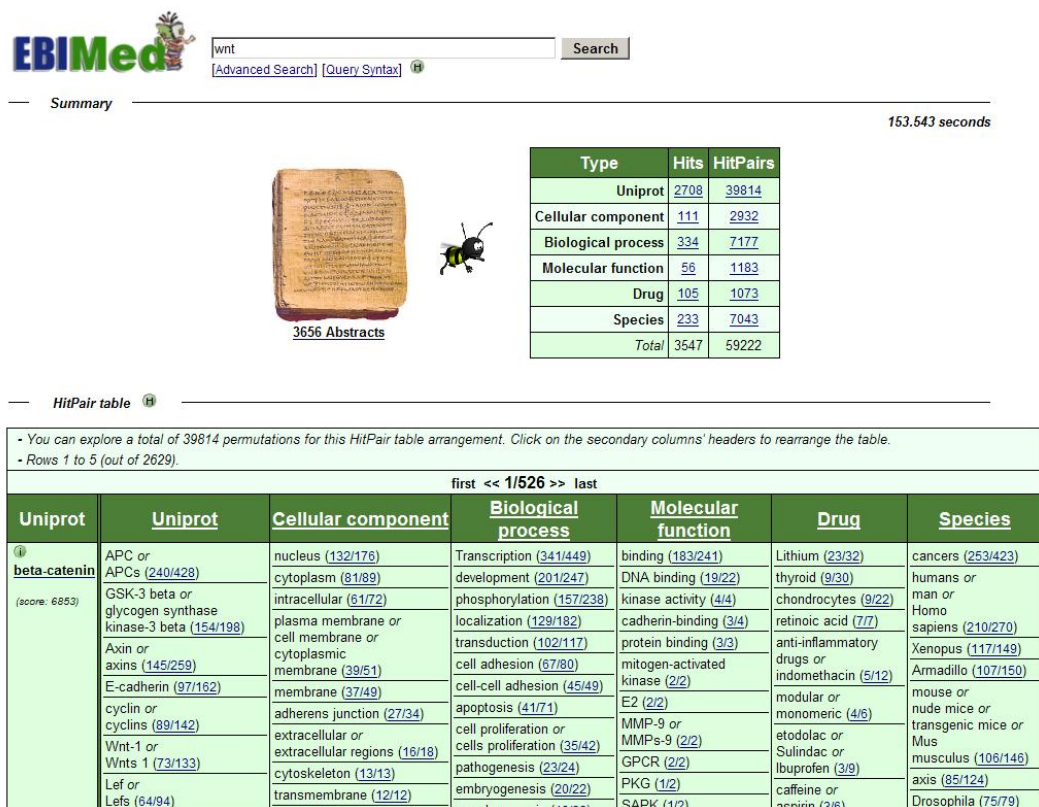 EBIMed
wnt
Search
[Advanced Search] [Query Syntax] H
Summary
153.543 seconds
Type Hits HitPairs
Uniprot 2708 39814
Cellular component 111 2932
Biological process 334 7177
Molecular function 56 1183
Drug 105 1073
Species 233 7043
Total 3547 59222
3656 Abstracts
HitPair table H
- You can explore a total of 39814 permutations for this HitPair table arrangement. Click on the secondary columns' headers to rearrange the table.
- Rows 1 to 5 (out of 2629).
first << 1/526 >> last
Uniprot
Uniprot
Cellular component
Biological
process
Molecular
function
Drug
Species
i
beta-catenin
(score: 6853)
APC or
APCs (240/428)
GSK-3 beta or
glycogen synthase
kinase-3 beta (154/198)
Axin or
axins (145/259)
E-cadherin (97/162)
cyclin or
cyclins (89/142)
Wnt-1 or
Wnts 1 (73/133)
Lef or
Lefs (64/94)
nucleus (132/176)
cytoplasm (81/89)
intracellular (61/72)
plasma membrane or
cell membrane or
cytoplasmic
membrane (39/51)
membrane (37/49)
adherens junction (27/34)
extracellular or
extracellular regions (16/18)
cytoskeleton (13/13)
transmembrane (12/12)
Transcription (341/449)
development (201/247)
phosphorylation (157/238)
localization (129/182)
transduction (102/117)
cell adhesion (67/80)
cell-cell adhesion (45/49)
apoptosis (41/71)
cell proliferation or
cells proliferation (35/42)
pathogenesis (23/24)
embryogenesis (20/22)
binding (183/241)
DNA binding (19/22)
kinase activity (4/4)
cadherin-binding (3/4)
protein binding (3/3)
mitogen-activated
kinase (2/2)
E2 (2/2)
MMP-9 or
MMPs-9 (2/2)
GPCR (2/2)
PKG (1/2)
SAPK (1/2)
Lithium (23/32)
thyroid (9/30)
chondrocytes (9/22)
retinoic acid (7/7)
anti-inflammatory
drugs or
indomethacin (5/12)
modular or
monomeric (4/6)
etodolac or
Sulindac or
Ibuprofen (3/9)
caffeine or
aspirin (3/6)
cancers (253/423)
humans or
man or
Homo
sapiens (210/270)
Xenopus (117/149)
Armadillo (107/150)
mouse or
nude mice or
transgenic mice or
Mus
musculus (106/146)
axis (85/124)
Drosophila (75/79)